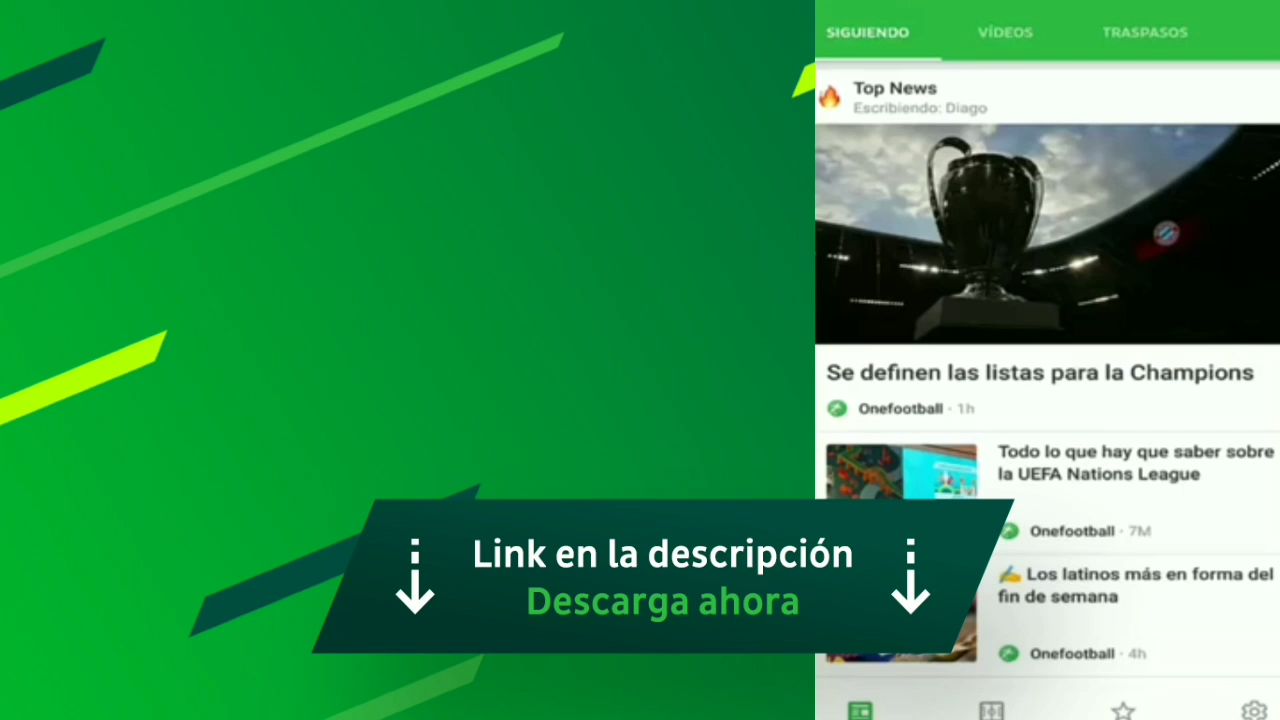 SIGUIENDO
VÍDEOS
TRASPASOS
Top News
Escribiendo: Diago
Se definen las listas para la Champions
Onefootball · 1h
Todo lo que hay que saber sobre
la UEFA Nations League
Onefootball · 7M
✍️ Los latinos más en forma del
fin de semana
Onefootball · 4h
Link en la descripción
Descarga ahora